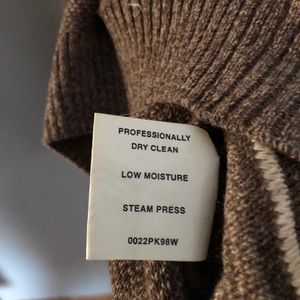 PROFESSIONALLY
DRY CLEAN
LOW MOISTURE
STEAM PRESS
0022PK98W